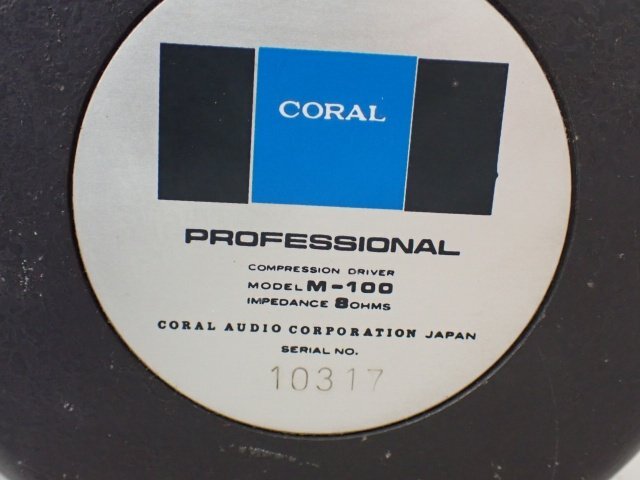 CORAL
PROFESSIONAL
COMPRESSION DRIVER
MODEL M-100
IMPEDANCE 8OHMS
CORAL AUDIO CORPORATION JAPAN
SERIAL NO.
10317